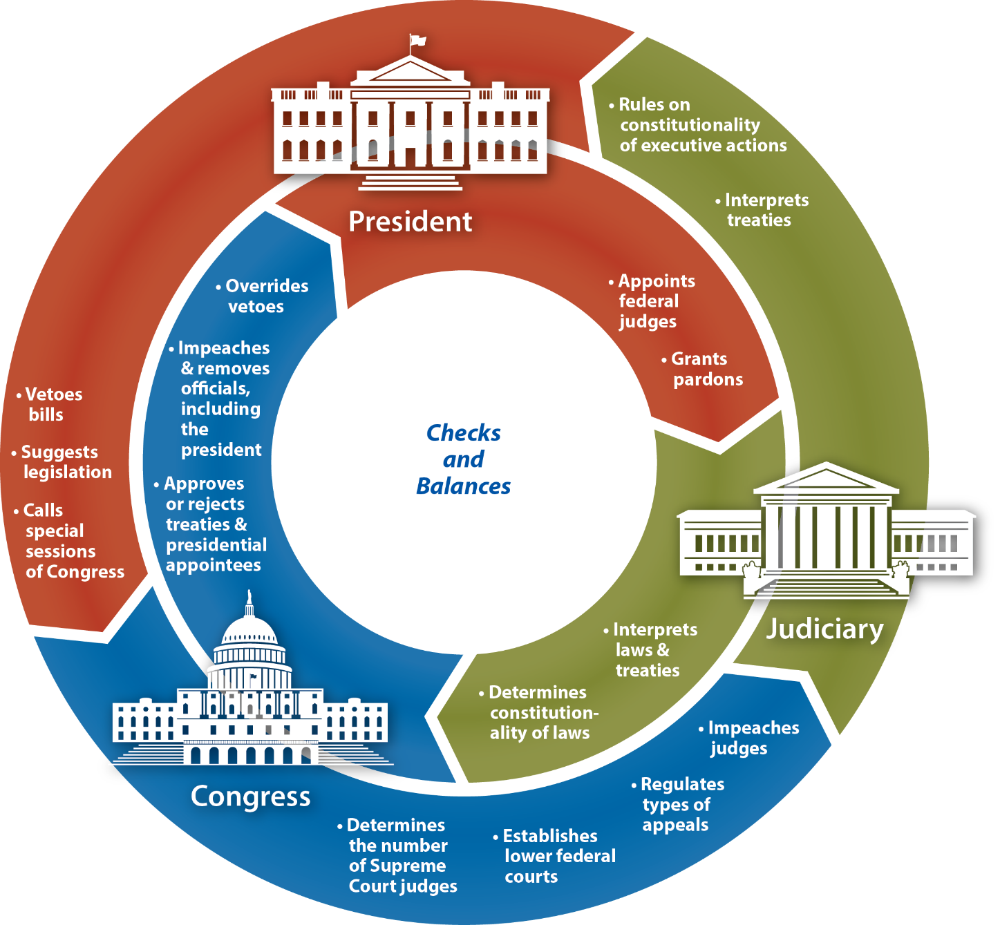 President
• Rules on
constitutionality
of executive actions
• Interprets
treaties
• Appoints
federal
judges
• Grants
pardons
• Overrides
vetoes
• Impeaches
& removes
officials,
including
the
president
• Approves
or rejects
treaties &
presidential
appointees
• Vetoes
bills
• Suggests
legislation
• Calls
special
sessions
of Congress
Checks
and
Balances
Judiciary
• Interprets
laws &
treaties
• Determines
constitution-
ality of laws
Congress
• Impeaches
judges
• Regulates
types of
appeals
• Establishes
lower federal
courts
• Determines
the number
of Supreme
Court judges